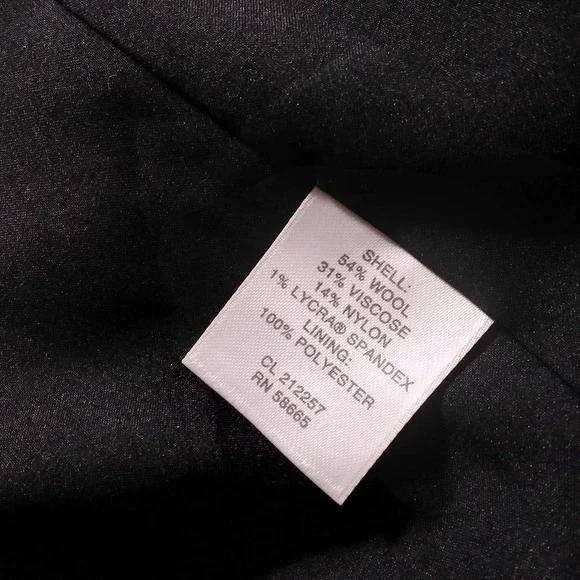 SHELL:
54% WOOL
31% VISCOSE
14% NYLON
1% LYCRA® SPANDEX
LINING:
100% POLYESTER
CL 212257
RN 58665